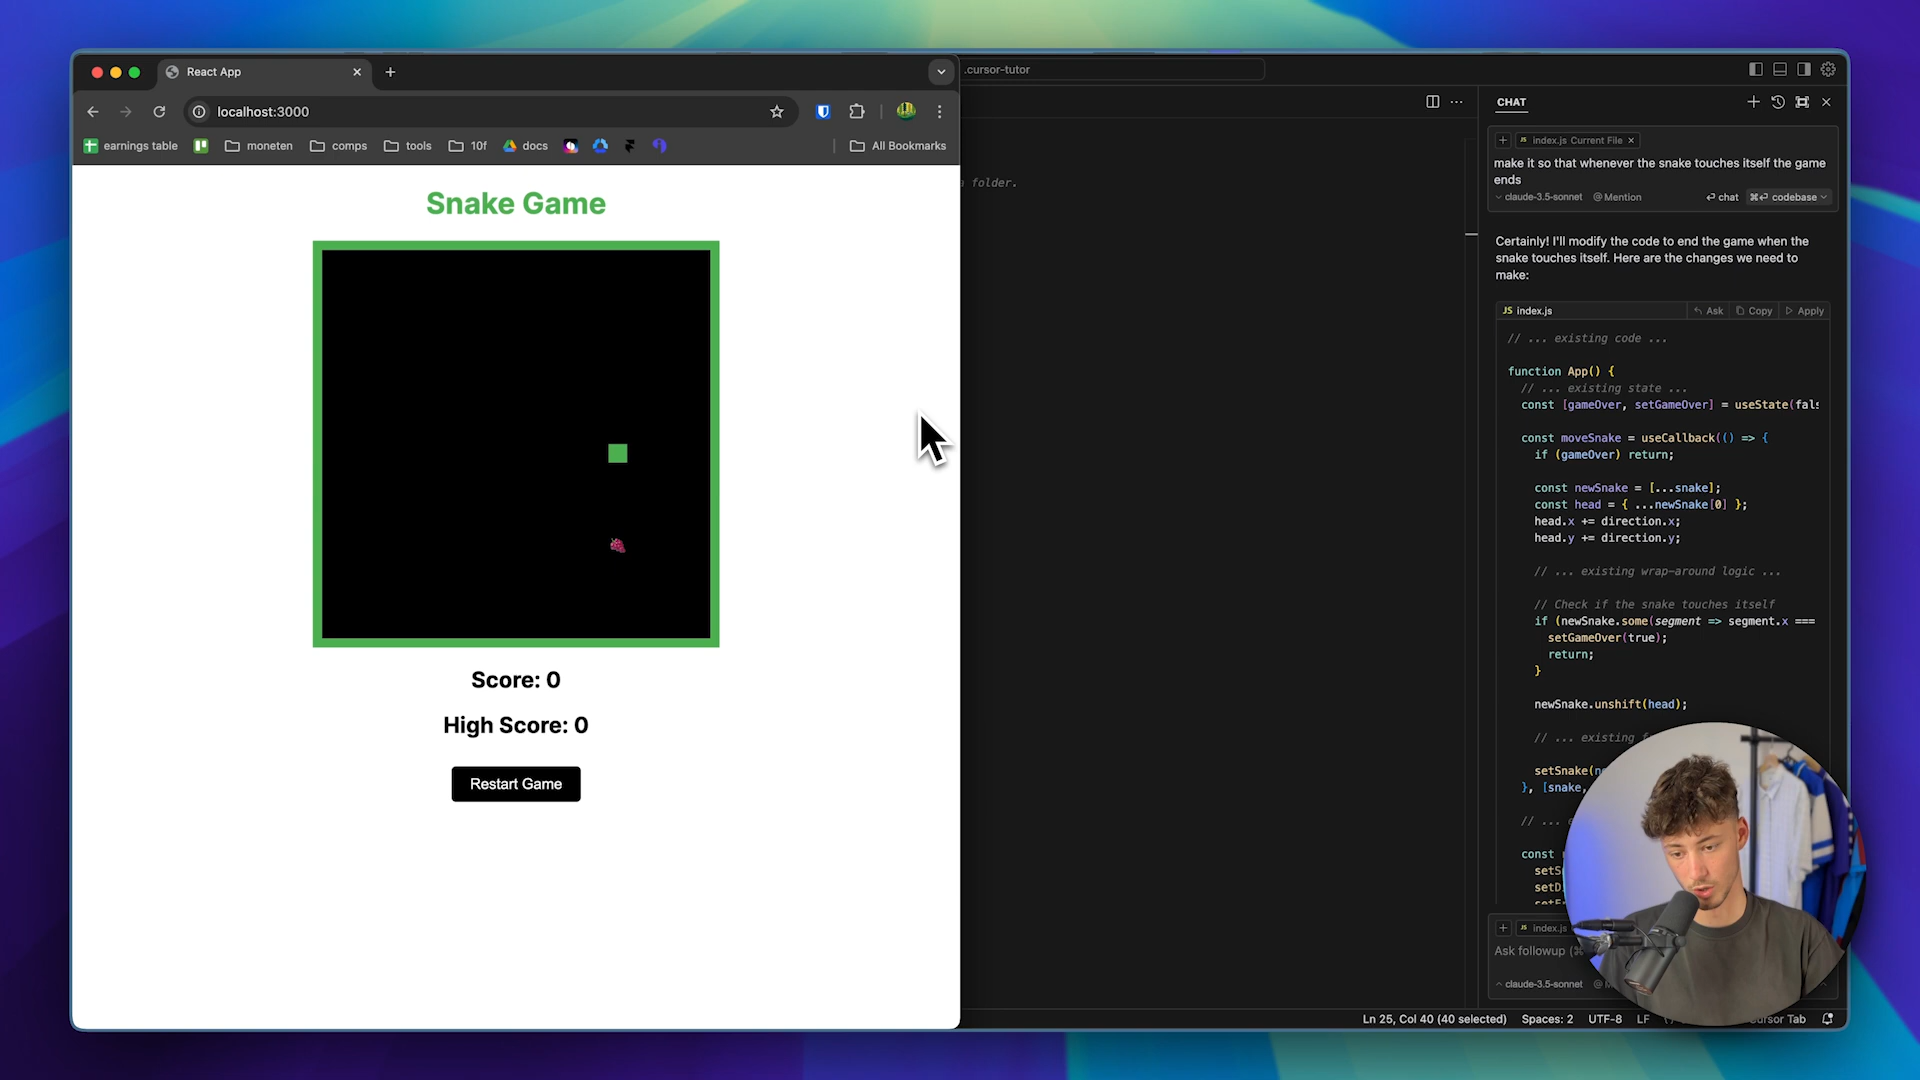 React App
localhost:3000
earnings table
moneten
comps
tools
10f
docs
All Bookmarks
Snake Game
Score: 0
High Score: 0
Restart Game
.cursor-tutor
folder.
CHAT
JS index.js Current File
make it so that whenever the snake touches itself the game
ends
claude-3.5-sonnet @Mention
chat
codebase
Certainly! I'll modify the code to end the game when the
snake touches itself. Here are the changes we need to
make:
JS index.js
Ask
Copy
Apply
// ... existing code ...
function App() {
// ... existing state ...
const [gameOver, setGameOver] = useState(fals
const moveSnake = useCallback(() => {
if (gameOver) return;
const newSnake = [...snake];
const head = { ...newSnake[0] };
head.x += direction.x;
head.y += direction.y;
// ... existing wrap-around logic ...
// Check if the snake touches itself
if (newSnake.some(segment => segment.x ===
setGameOver(true);
return;
}
newSnake.unshift(head);
// ... existing
setSnake(
}, [snake,
// ...
const
JS index.js
Ask followup
claude-3.5-sonnet
Ln 25, Col 40 (40 selected)
Spaces: 2
UTF-8
LF
Tab